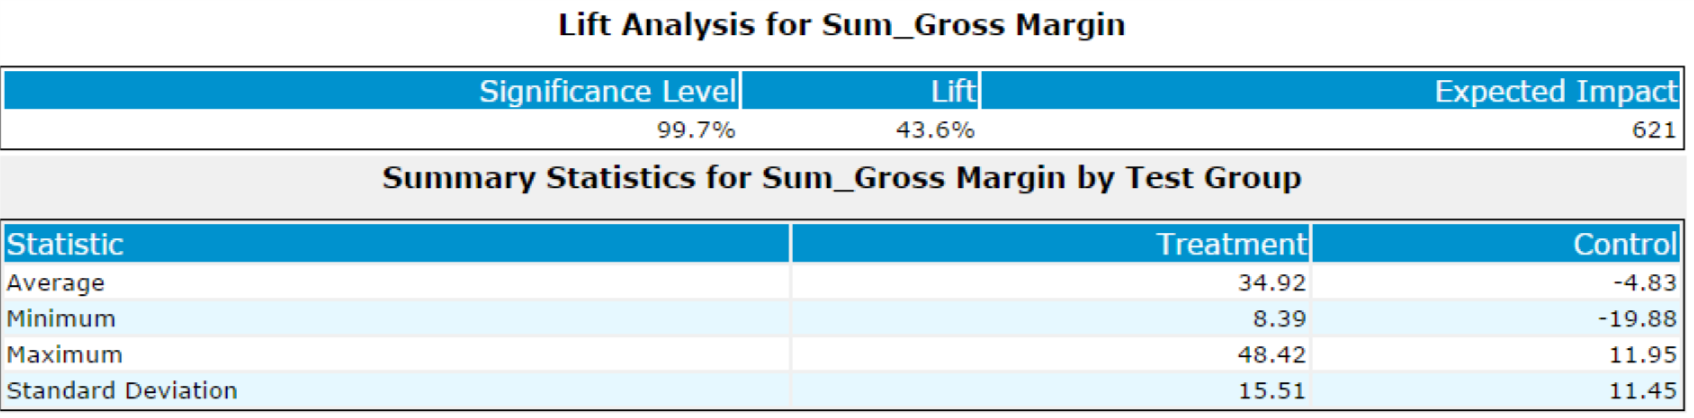 Lift Analysis for Sum_Gross Margin
Significance Level Lift Expected Impact
99.7% 43.6% 621
Summary Statistics for Sum_Gross Margin by Test Group
Statistic Treatment Control
Average 34.92 -4.83
Minimum 8.39 -19.88
Maximum 48.42 11.95
Standard Deviation 15.51 11.45